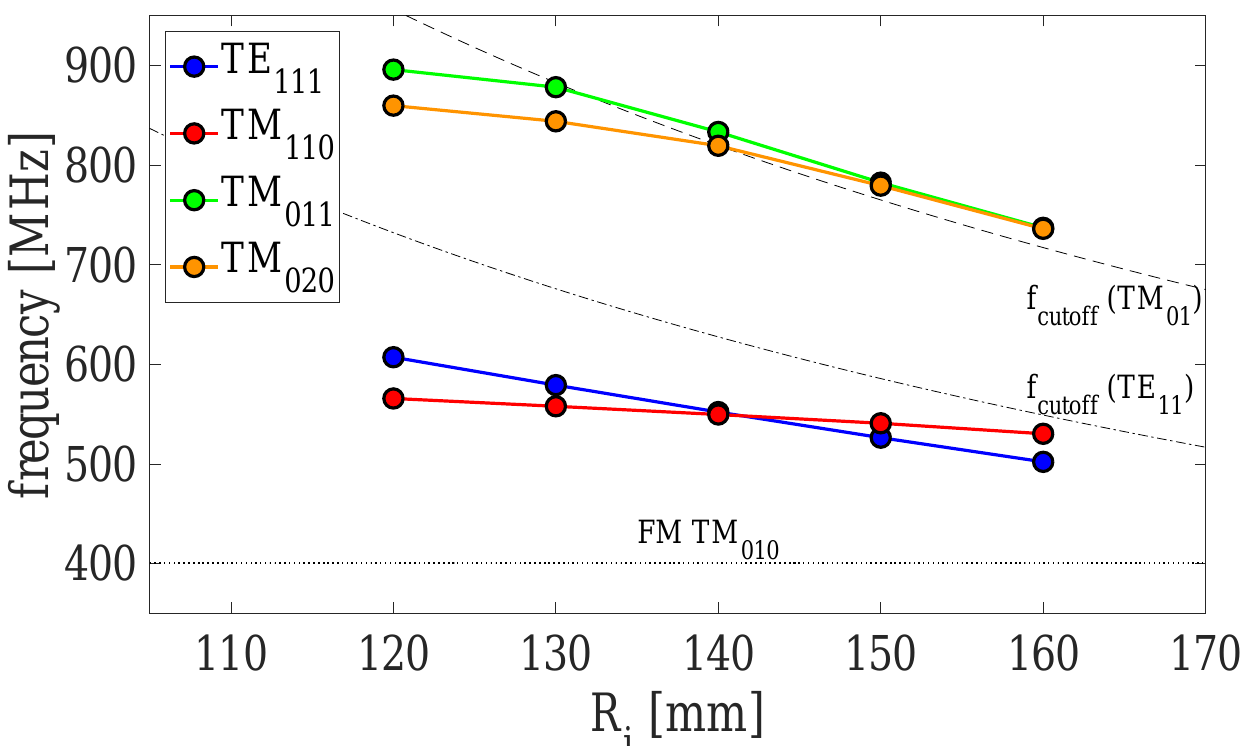 frequency [MHz]
900
800
700
600
500
400
TE111
TM110
TM011
TM020
fcutoff (TM01)
fcutoff (TE11)
FM TM010
110 120 130 140 150 160 170
Ri [mm]